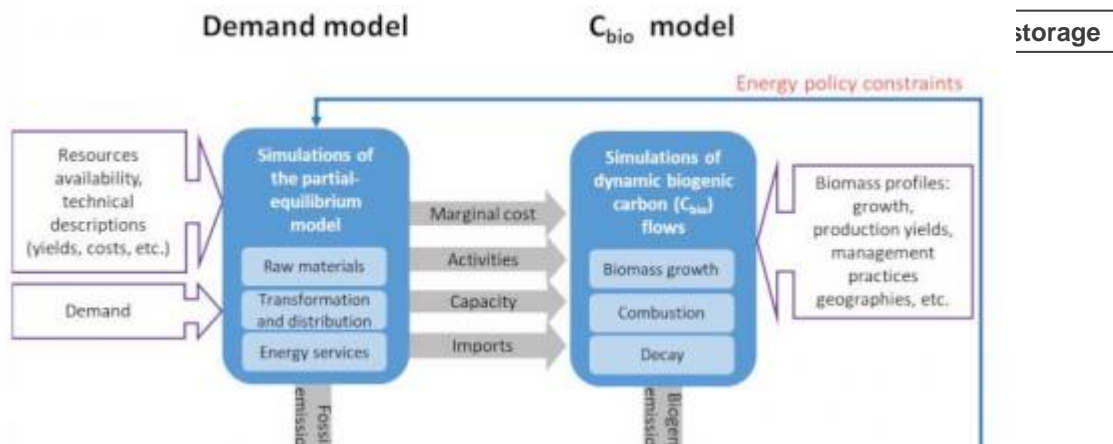 Demand model
C_bio model
storage
Energy policy constraints
Resources
availability,
technical
descriptions
(yields, costs, etc.)
Demand
Simulations of
the partial-
equilibrium
model
Raw materials
Transformation
and distribution
Energy services
Marginal cost
Activities
Capacity
Imports
Simulations of
dynamic biogenic
carbon (C_bio)
flows
Biomass growth
Combustion
Decay
Biomass profiles:
growth,
production yields,
management
practices
geographies, etc.